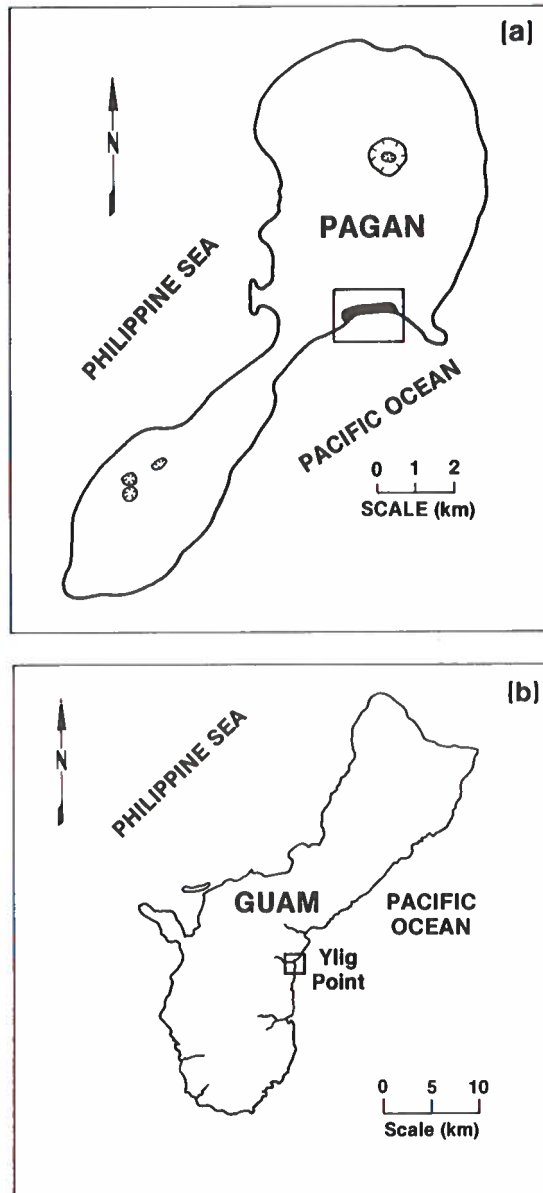 [a]
N
PAGAN
PHILIPPINE SEA
PACIFIC OCEAN
0 1 2
SCALE (km)
[b]
N
PHILIPPINE SEA
GUAM
PACIFIC
OCEAN
Ylig
Point
0 5 10
Scale (km)